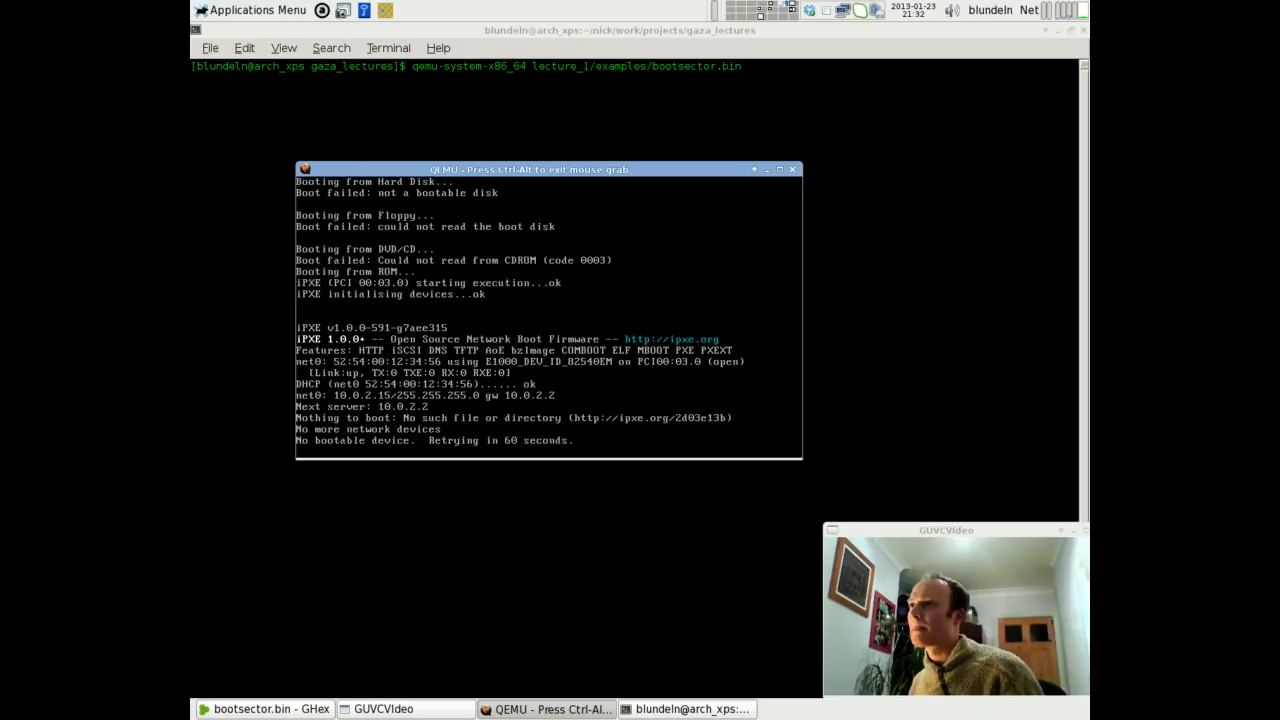 Applications Menu
2013-01-23
21:32
blundeln
Net
blundeln@arch_xps:~/nick/work/projects/gaza_lectures
File Edit View Search Terminal Help
[blundeln@arch_xps gaza_lectures]$ qemu-system-x86_64 lecture_1/examples/bootsector.bin
QEMU - Press Ctrl-Alt to exit mouse grab
Booting from Hard Disk...
Boot failed: not a bootable disk
Booting from Floppy...
Boot failed: could not read the boot disk
Booting from DVD/CD...
Boot failed: Could not read from CDROM (code 0003)
Booting from ROM...
iPXE (PCI 00:03.0) starting execution...ok
iPXE initialising devices...ok
iPXE v1.0.0-591-g7aee315
iPXE 1.0.0+ -- Open Source Network Boot Firmware -- http://ipxe.org
Features: HTTP iSCSI DNS TFTP AoE bzImage COMBOOT ELF MBOOT PXE PXEXT
net0: 52:54:00:12:34:56 using E1000_DEV_ID_82540EM on PCI00:03.0 (open)
[Link:up, TX:0 TXE:0 RX:0 RXE:0]
DHCP (net0 52:54:00:12:34:56)...... ok
net0: 10.0.2.15/255.255.255.0 gw 10.0.2.2
Next server: 10.0.2.2
Nothing to boot: No such file or directory (http://ipxe.org/2d03e13b)
No more network devices
No bootable device.  Retrying in 60 seconds.
GUVCVideo
bootsector.bin - GHex
GUVCVIdeo
QEMU - Press Ctrl-Al...
blundeln@arch_xps:...